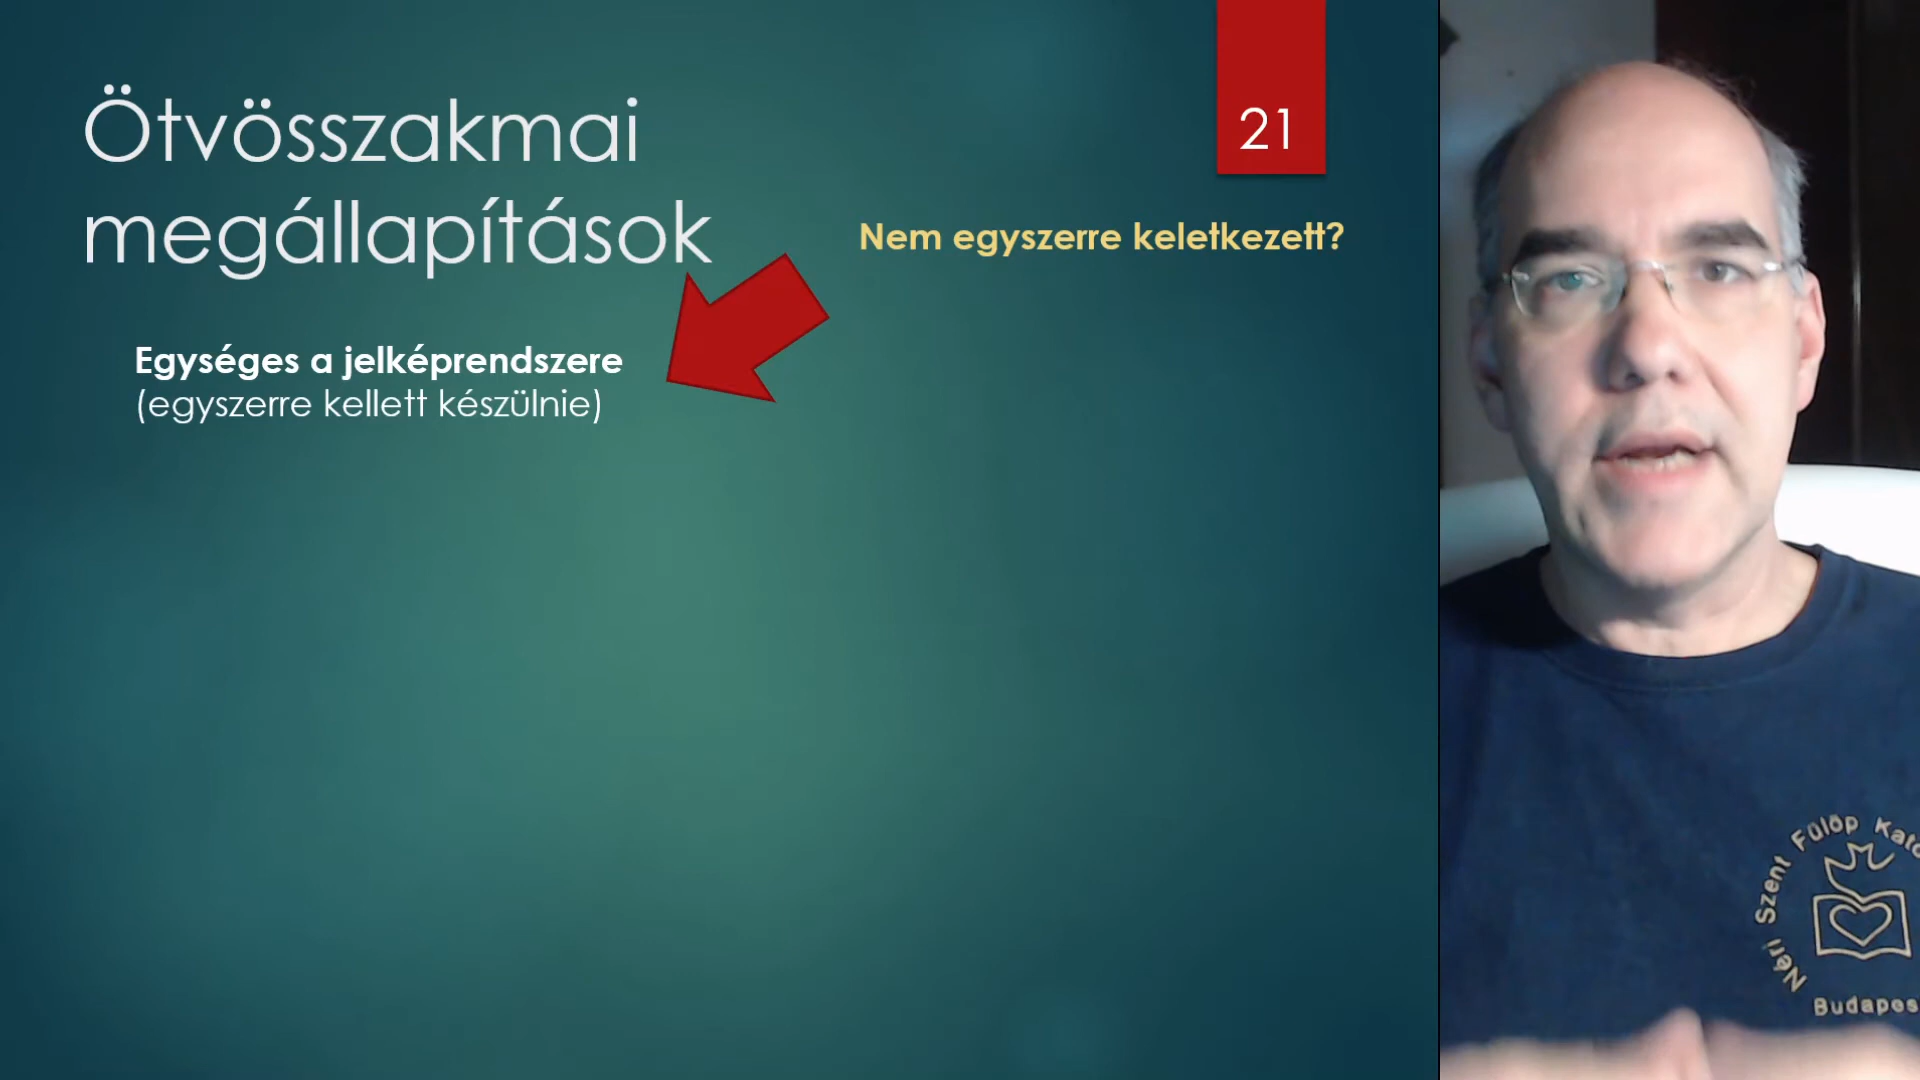 Ötvösszakmai
megállapítások
21
Nem egyszerre keletkezett?
Egységes a jelképrendszere
(egyszerre kellett készülnie)
Néri Szent Fülöp
Budapes